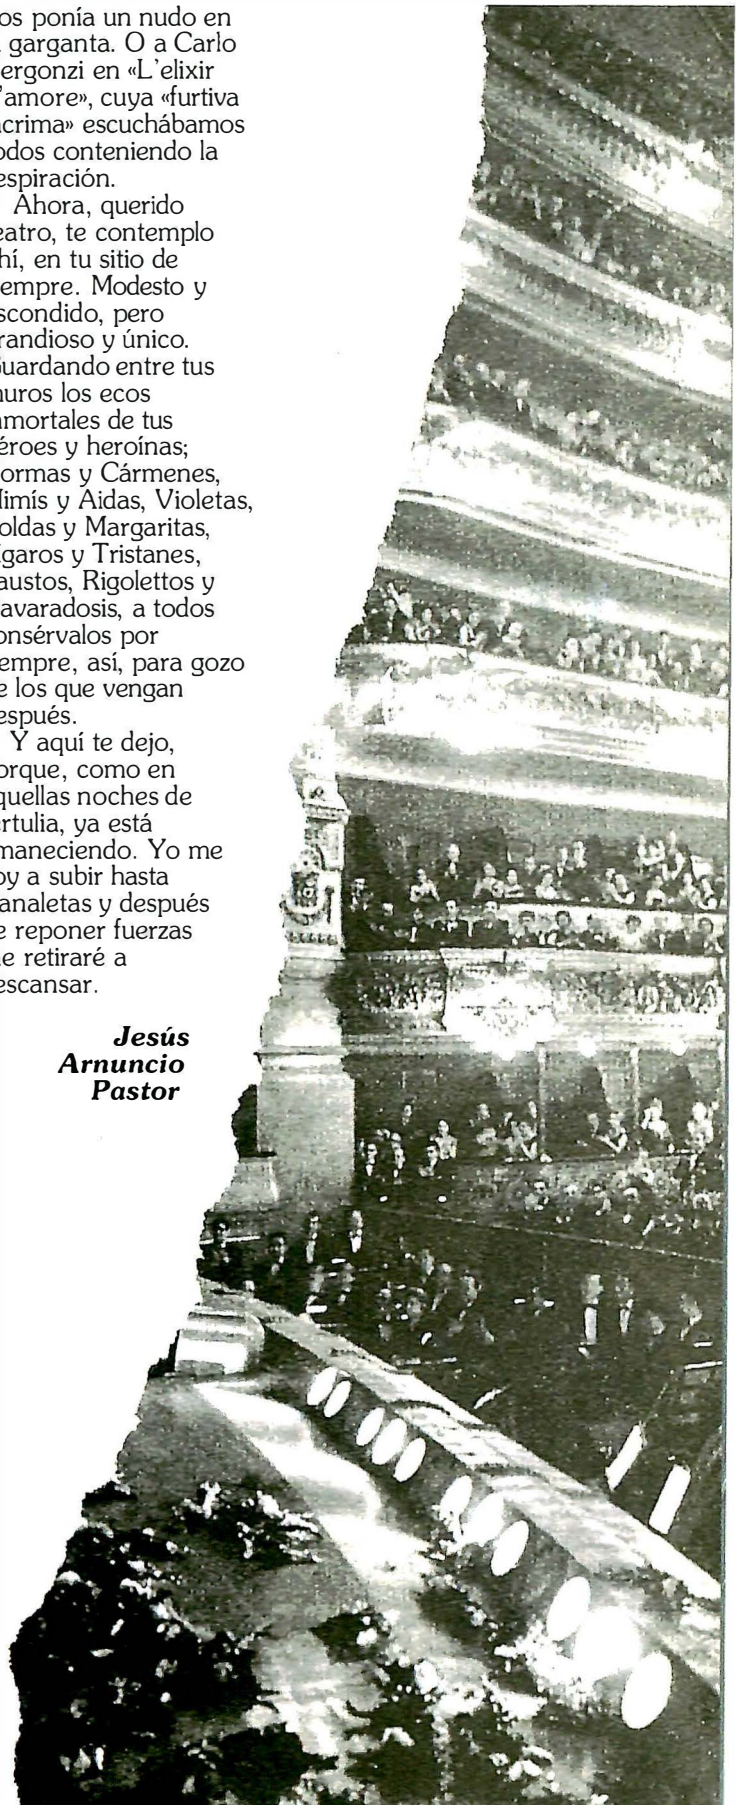 os ponía un nudo en
garganta. O a Carlo
ergonzi en «L'elixir
'amore», cuya «furtiva
crima» escuchábamos
odos conteniendo la
espiración.
Ahora, querido
eatro, te contemplo
hí, en tu sitio de
empre. Modesto y
scondido, pero
randioso y único.
uardando entre tus
uros los ecos
mortales de tus
éroes y heroínas;
ormas y Cármenes,
imís y Aidas, Violetas,
oldas y Margaritas,
garos y Tristanes,
austos, Rigolettos y
avaradosis, a todos
onsérvalos por
empre, así, para gozo
e los que vengan
espués.
Y aquí te dejo,
orque, como en
quellas noches de
ertulia, ya está
maneciendo. Yo me
oy a subir hasta
analetas y después
e reponer fuerzas
e retiraré a
escansar.
Jesús
Arnuncio
Pastor